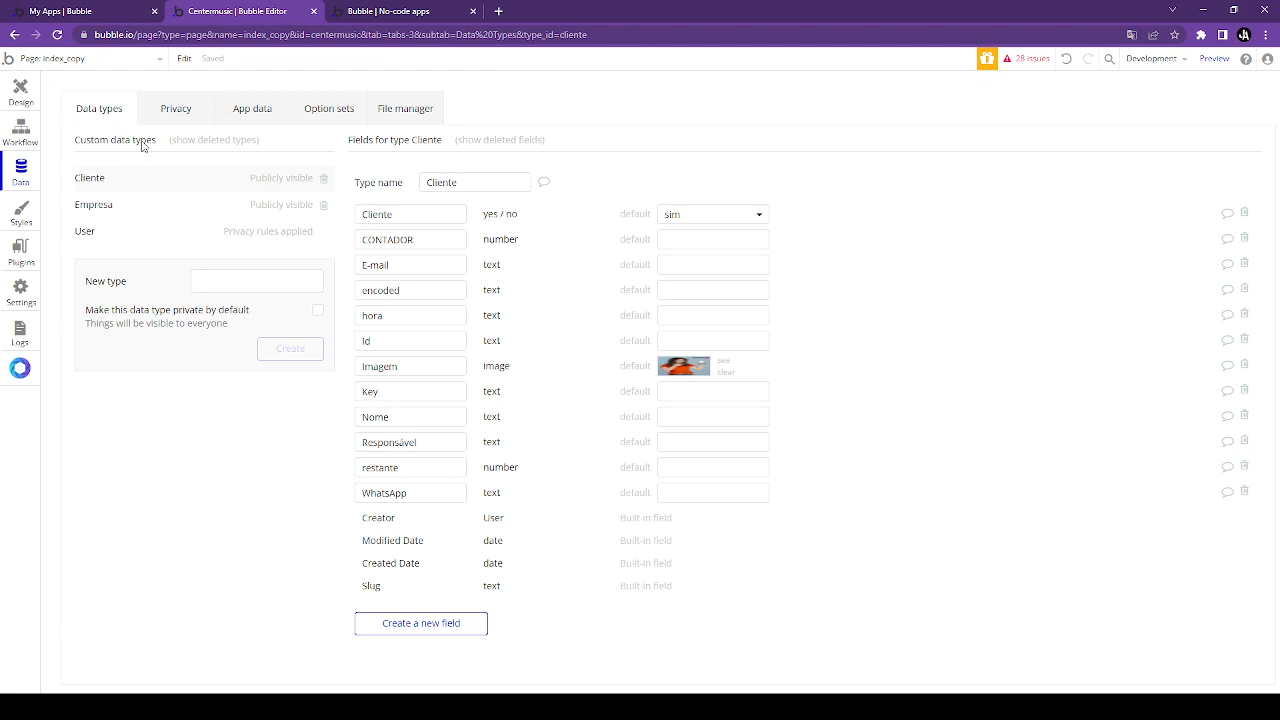 My Apps | Bubble
Centermusic | Bubble Editor
Bubble | No-code apps
bubble.io/page?type=page&name=index_copy&id=centermusic&tab=tabs-3&subtab=Data%20Types&type_id=cliente
Page: index_copy
Edit
Saved
28 issues
Development
Preview
Design
Workflow
Data
Styles
Plugins
Settings
Logs
Data types
Privacy
App data
Option sets
File manager
Custom data types
(show deleted types)
Cliente Publicly visible
Empresa Publicly visible
User Privacy rules applied
New type
Make this data type private by default
Things will be visible to everyone
Create
Fields for type Cliente
(show deleted fields)
Type name Cliente
Cliente yes / no default sim
CONTADOR number default
E-mail text default
encoded text default
hora text default
Id text default
Imagem image default see
clear
Key text default
Nome text default
Responsável text default
restante number default
WhatsApp text default
Creator User Built-in field
Modified Date date Built-in field
Created Date date Built-in field
Slug text Built-in field
Create a new field